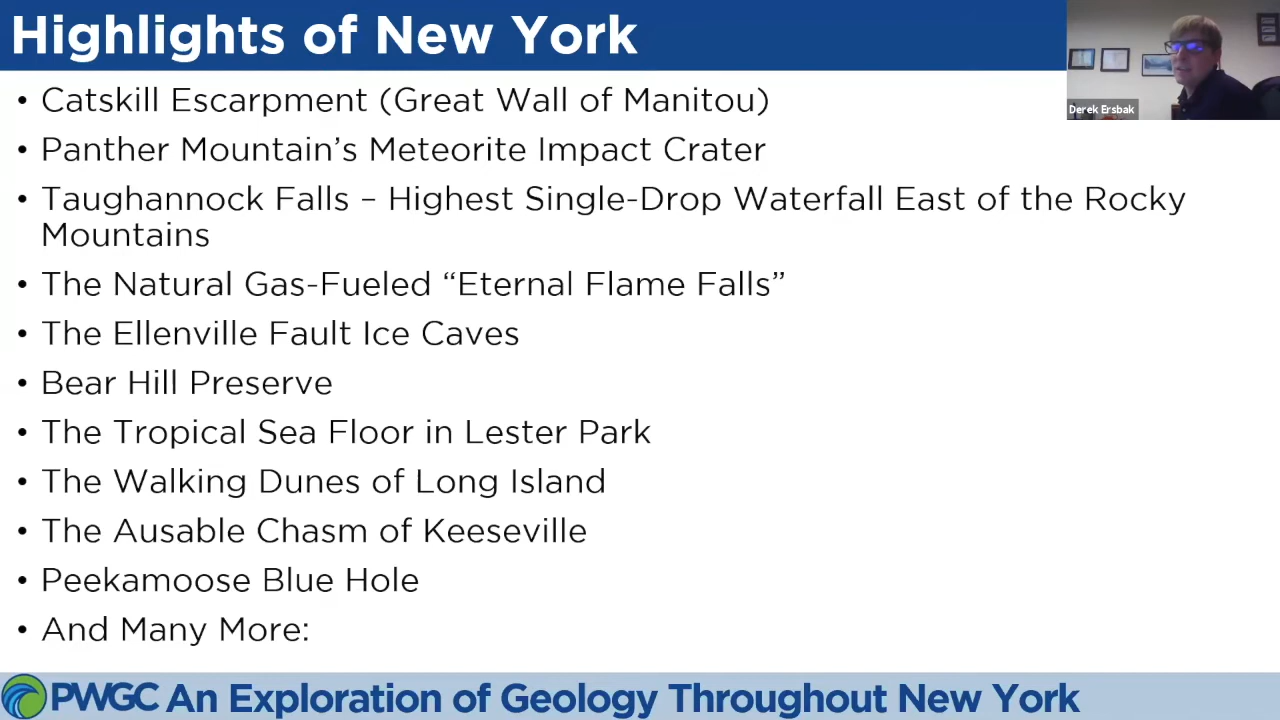 Highlights of New York
Derek Ersbak
• Catskill Escarpment (Great Wall of Manitou)
• Panther Mountain’s Meteorite Impact Crater
• Taughannock Falls – Highest Single-Drop Waterfall East of the Rocky
Mountains
• The Natural Gas-Fueled “Eternal Flame Falls”
• The Ellenville Fault Ice Caves
• Bear Hill Preserve
• The Tropical Sea Floor in Lester Park
• The Walking Dunes of Long Island
• The Ausable Chasm of Keeseville
• Peekamoose Blue Hole
• And Many More:
PWGC An Exploration of Geology Throughout New York